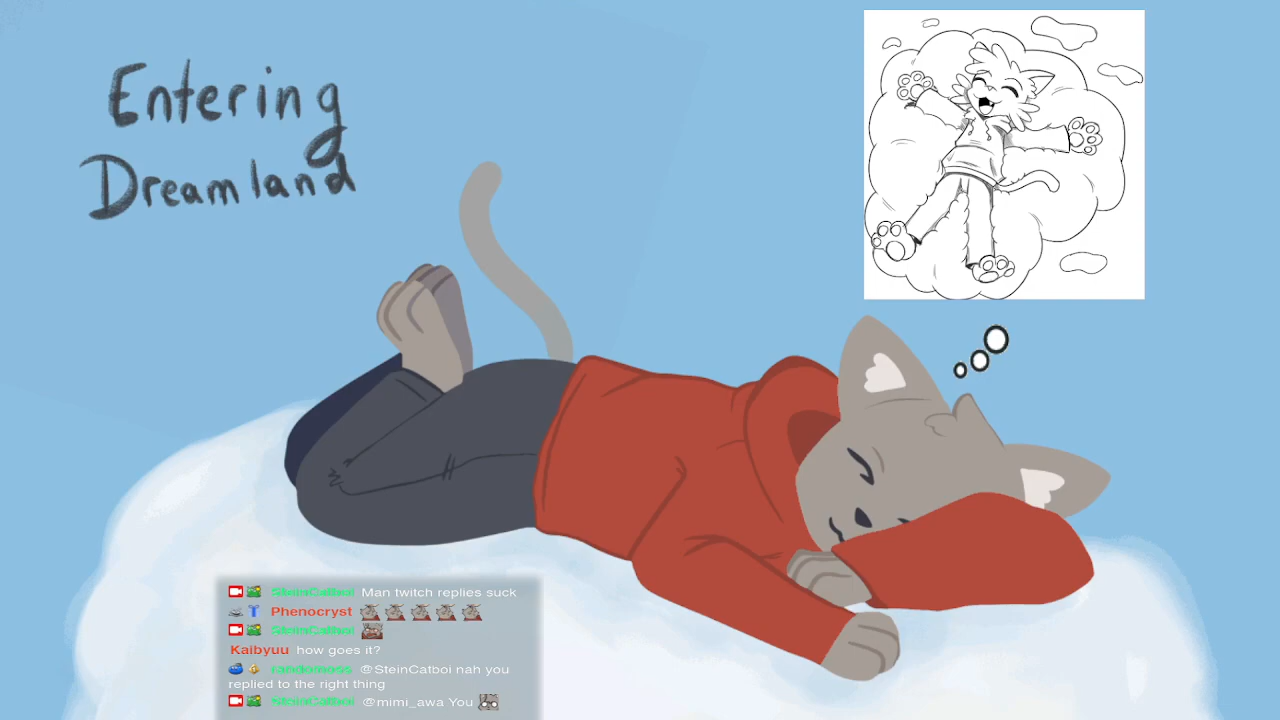 Entering
Dreamland
SteinCatboi Man twitch replies suck
Phenocryst
SteinCatboi
Kaibyuu how goes it?
@SteinCatboi nah you
replied to the right thing
SteinCatboi @mimi_awa You